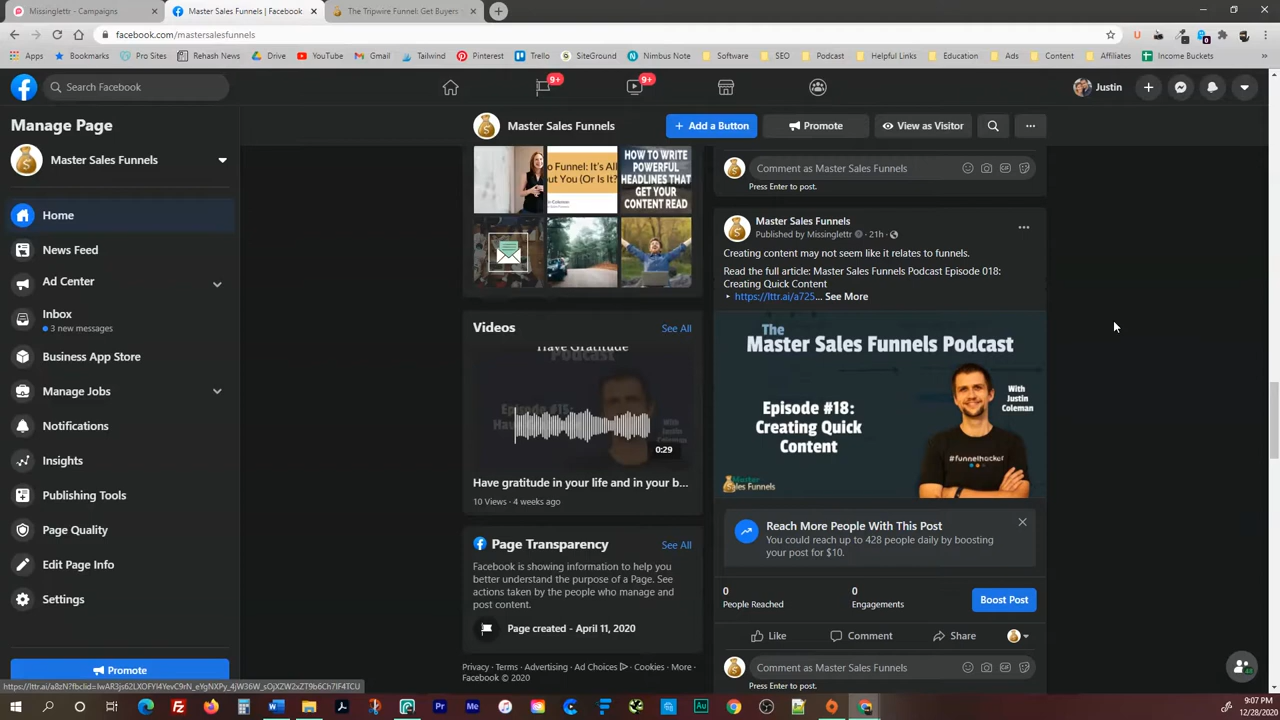 Missinglettr - Campaigns
Master Sales Funnels | Facebook
The Tripwire Funnel: Get Buyers
facebook.com/mastersalesfunnels
Apps
Pro Sites
Rehash News
Drive
YouTube
Gmail
Tailwind
Pinterest
Trello
SiteGround
Nimbus Note
Software
SEO
Podcast
Helpful Links
Education
Ads
Content
Affiliates
Income Buckets
Search Facebook
9+
9+
Justin
Manage Page
Master Sales Funnels
Home
News Feed
Ad Center
Inbox
3 new messages
Business App Store
Manage Jobs
Notifications
Insights
Publishing Tools
Page Quality
Edit Page Info
Settings
Promote
Master Sales Funnels
+ Add a Button
Promote
View as Visitor
o Funnel: It's All
out You (Or Is It?
HOW TO WRITE
POWERFUL
HEADLINES THAT
GET YOUR
CONTENT READ
Videos
See All
Have Gratitude
Podcast
0:29
Have gratitude in your life and in your b...
10 Views · 4 weeks ago
Page Transparency
See All
Facebook is showing information to help you
better understand the purpose of a Page. See
actions taken by the people who manage and
post content.
Page created - April 11, 2020
Privacy · Terms · Advertising · Ad Choices · Cookies · More ·
Facebook © 2020
Comment as Master Sales Funnels
Press Enter to post.
Master Sales Funnels
Published by Missinglettr · 21h ·
Creating content may not seem like it relates to funnels.
Read the full article: Master Sales Funnels Podcast Episode 018:
Creating Quick Content
▸ https://lttr.ai/a725... See More
The
Master Sales Funnels Podcast
With
Justin
Coleman
Episode #18:
Creating Quick
Content
#funnelhacker
Master
Sales Funnels
Reach More People With This Post
You could reach up to 428 people daily by boosting
your post for $10.
0
People Reached
0
Engagements
Boost Post
Like
Comment
Share
Comment as Master Sales Funnels
Press Enter to post.
9:07 PM
12/28/2020